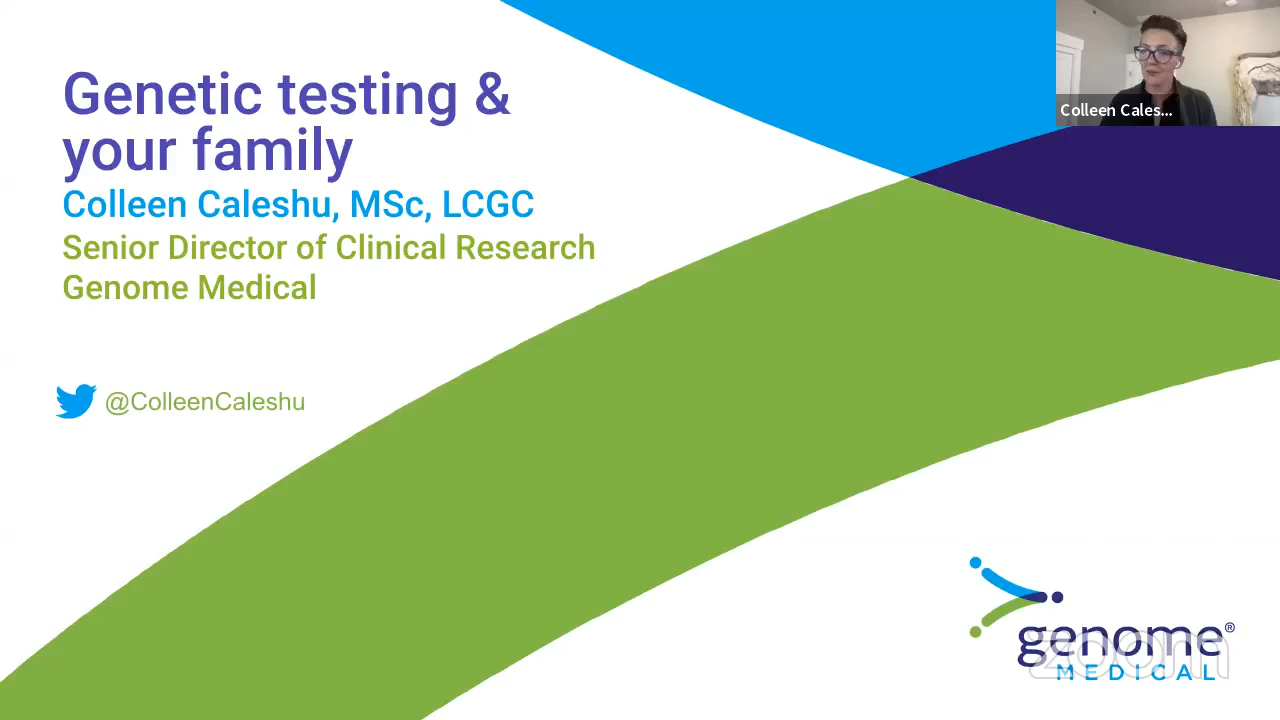 Genetic testing &
your family
Colleen Caleshu, MSc, LCGC
Senior Director of Clinical Research
Genome Medical
@ColleenCaleshu
Colleen Cales...
genome®
MEDICAL
zoom